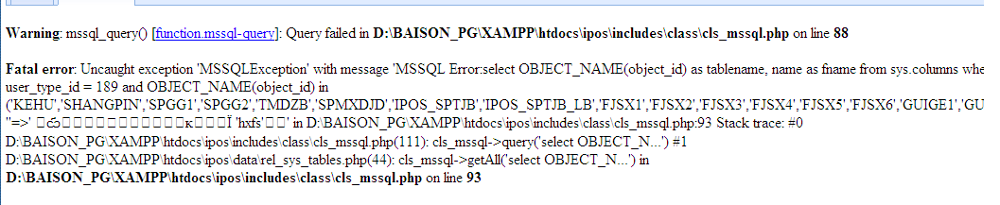 Warning: mssql_query() [function.mssql-query]: Query failed in D:\BAISON_PG\XAMPP\htdocs\ipos\includes\class\cls_mssql.php on line 88
Fatal error: Uncaught exception 'MSSQLException' with message 'MSSQL Error:select OBJECT_NAME(object_id) as tablename, name as fname from sys.columns whe
user_type_id = 189 and OBJECT_NAME(object_id) in
('KEHU','SHANGPIN','SPGG1','SPGG2','TMDZB','SPMXDJD','IPOS_SPTJB','IPOS_SPTJB_LB','FJSX1','FJSX2','FJSX3','FJSX4','FJSX5','FJSX6','GUIGE1','GU
''=>' 'hxfs' ' in D:\BAISON_PG\XAMPP\htdocs\ipos\includes\class\cls_mssql.php:93 Stack trace: #0
D:\BAISON_PG\XAMPP\htdocs\ipos\includes\class\cls_mssql.php(111): cls_mssql->query('select OBJECT_N...') #1
D:\BAISON_PG\XAMPP\htdocs\ipos\data\rel_sys_tables.php(44): cls_mssql->getAll('select OBJECT_N...') in
D:\BAISON_PG\XAMPP\htdocs\ipos\includes\class\cls_mssql.php on line 93